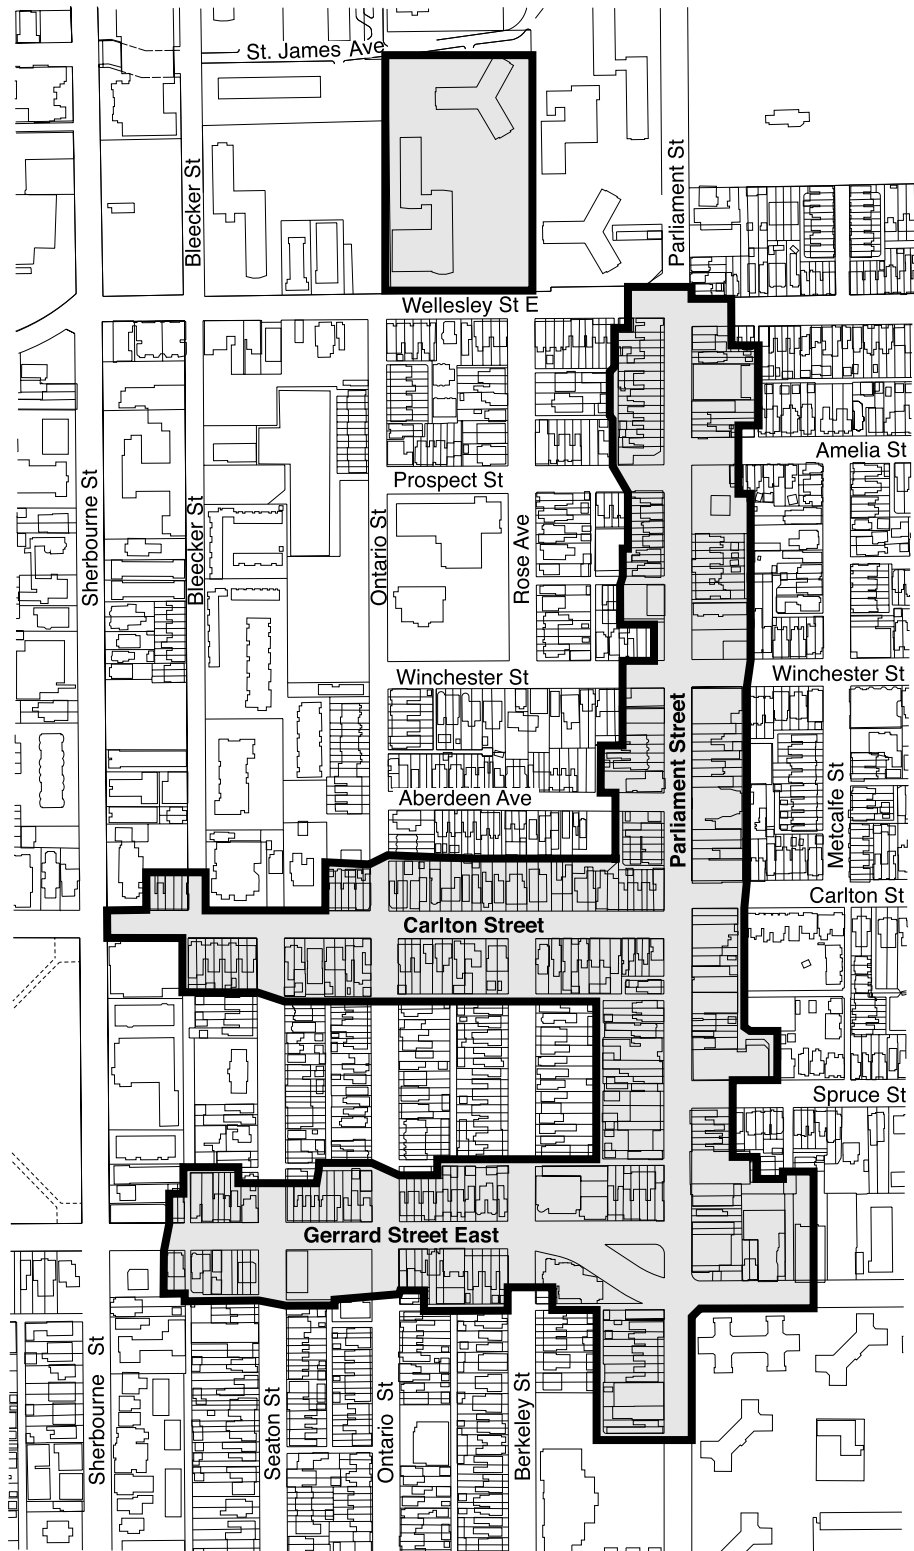 St. James Ave
Bleecker St
Parliament St
Wellesley St E
Amelia St
Prospect St
Sherbourne St
Bleecker St
Ontario St
Rose Ave
Winchester St
Winchester St
Parliament Street
Aberdeen Ave
Metcalfe St
Carlton St
Carlton Street
Spruce St
Gerrard Street East
Sherbourne St
Seaton St
Ontario St
Berkeley St